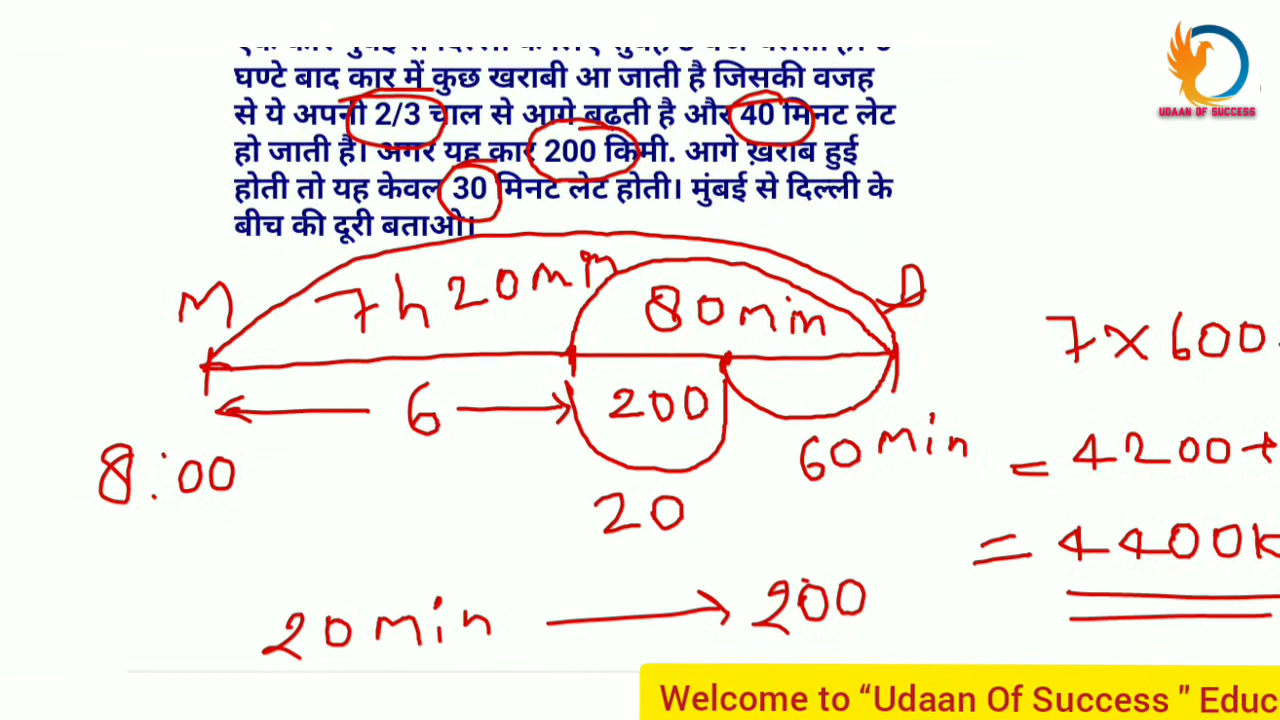 घण्टे बाद कार में कुछ खराबी आ जाती है जिसकी वजह
से ये अपनी 2/3 चाल से आगे बढ़ती है और 40 मिनट लेट
हो जाती है। अगर यह कार 200 किमी. आगे ख़राब हुई
होती तो यह केवल 30 मिनट लेट होती। मुंबई से दिल्ली के
बीच की दूरी बताओ।
UDAAN OF SUCCESS
M
7h 20min
80min
D
7×600
6
200
60min
= 4200+
8:00
20
= 4400K
20min → 200
Welcome to “Udaan Of Success ” Educ